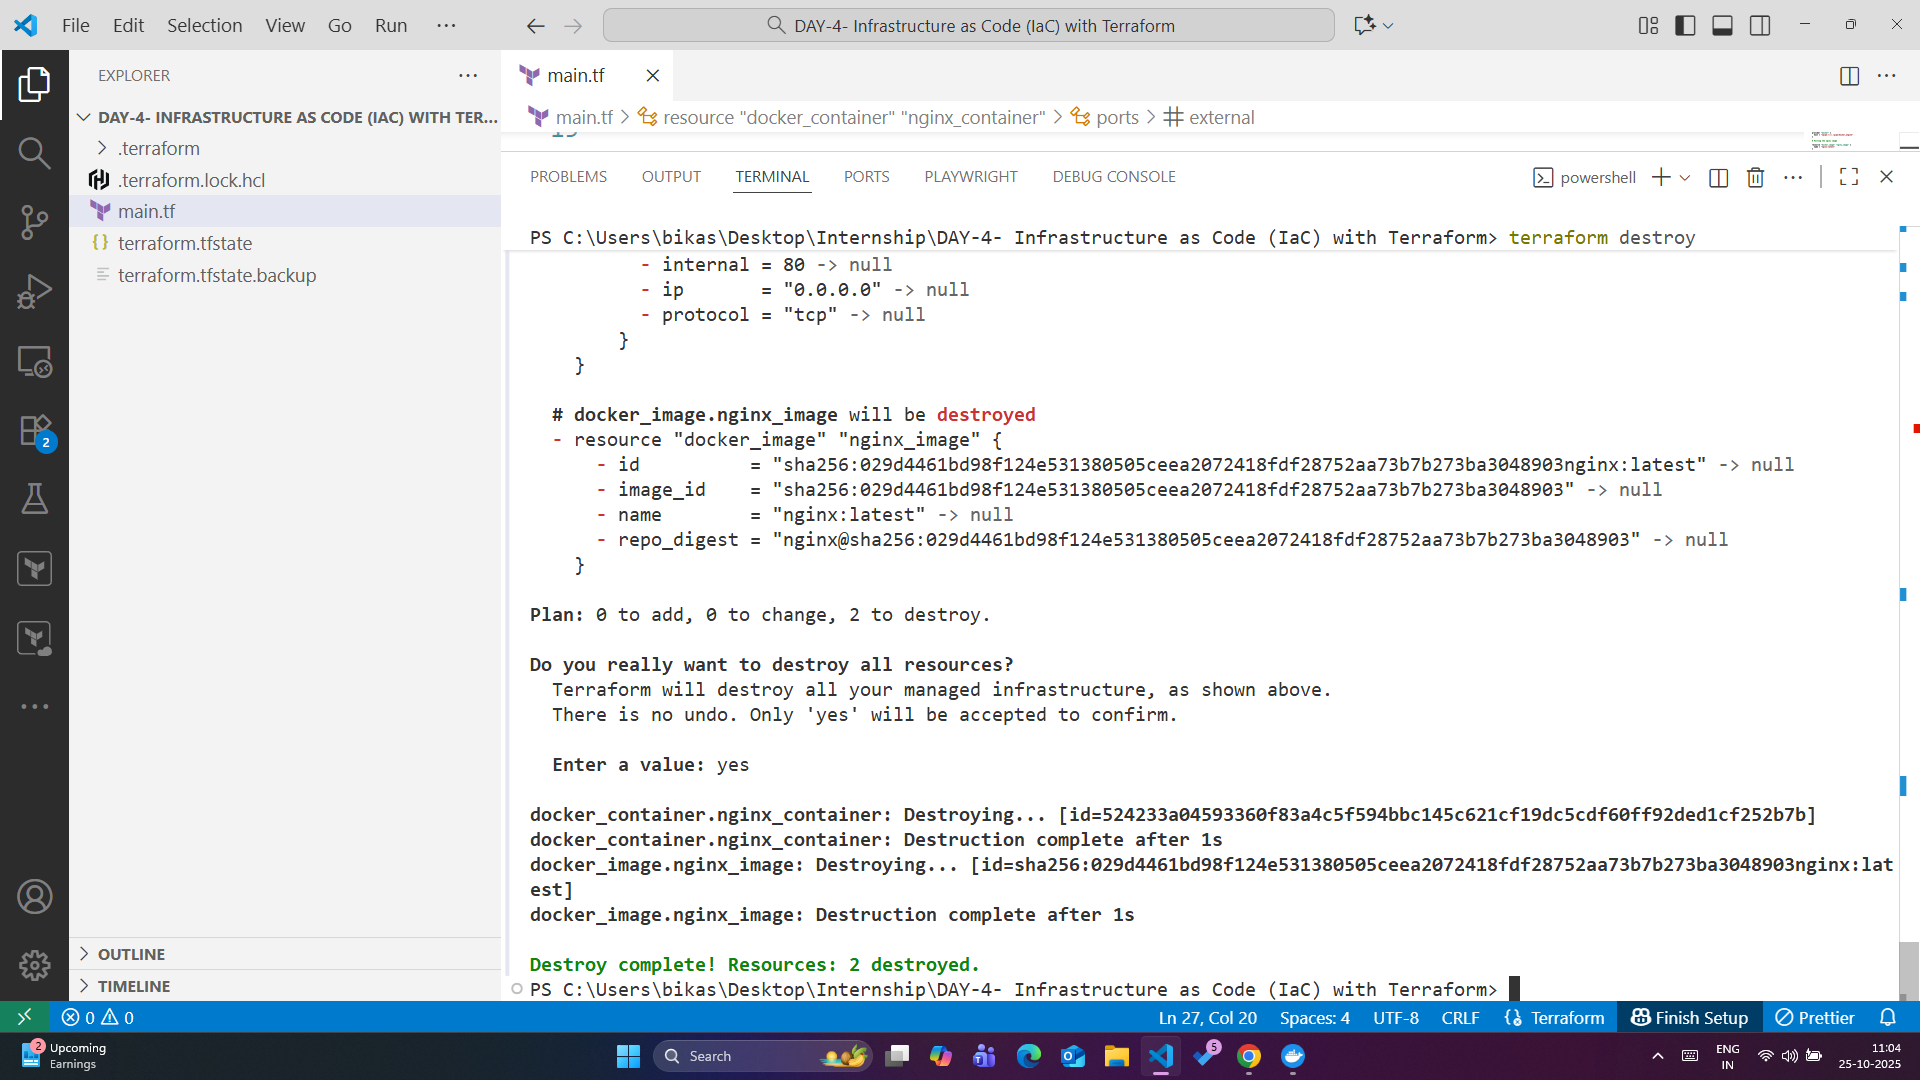 File Edit Selection View Go Run ···
DAY-4- Infrastructure as Code (IaC) with Terraform
EXPLORER
DAY-4- INFRASTRUCTURE AS CODE (IAC) WITH TER...
.terraform
.terraform.lock.hcl
main.tf
terraform.tfstate
terraform.tfstate.backup
OUTLINE
TIMELINE
main.tf
main.tf > resource "docker_container" "nginx_container" > ports > external
PROBLEMS OUTPUT TERMINAL PORTS PLAYWRIGHT DEBUG CONSOLE
powershell
PS C:\Users\bikas\Desktop\Internship\DAY-4- Infrastructure as Code (IaC) with Terraform> terraform destroy
- internal = 80 -> null
- ip       = "0.0.0.0" -> null
- protocol = "tcp" -> null
}
}
# docker_image.nginx_image will be destroyed
- resource "docker_image" "nginx_image" {
- id          = "sha256:029d4461bd98f124e531380505ceea2072418fdf28752aa73b7b273ba3048903nginx:latest" -> null
- image_id    = "sha256:029d4461bd98f124e531380505ceea2072418fdf28752aa73b7b273ba3048903" -> null
- name        = "nginx:latest" -> null
- repo_digest = "nginx@sha256:029d4461bd98f124e531380505ceea2072418fdf28752aa73b7b273ba3048903" -> null
}
Plan: 0 to add, 0 to change, 2 to destroy.
Do you really want to destroy all resources?
Terraform will destroy all your managed infrastructure, as shown above.
There is no undo. Only 'yes' will be accepted to confirm.
Enter a value: yes
docker_container.nginx_container: Destroying... [id=524233a04593360f83a4c5f594bbc145c621cf19dc5cdf60ff92ded1cf252b7b]
docker_container.nginx_container: Destruction complete after 1s
docker_image.nginx_image: Destroying... [id=sha256:029d4461bd98f124e531380505ceea2072418fdf28752aa73b7b273ba3048903nginx:lat
est]
docker_image.nginx_image: Destruction complete after 1s
Destroy complete! Resources: 2 destroyed.
PS C:\Users\bikas\Desktop\Internship\DAY-4- Infrastructure as Code (IaC) with Terraform>
2
0 0
Ln 27, Col 20 Spaces: 4 UTF-8 CRLF Terraform Finish Setup Prettier
2
Upcoming
Earnings
Search
5
ENG
IN
11:04
25-10-2025